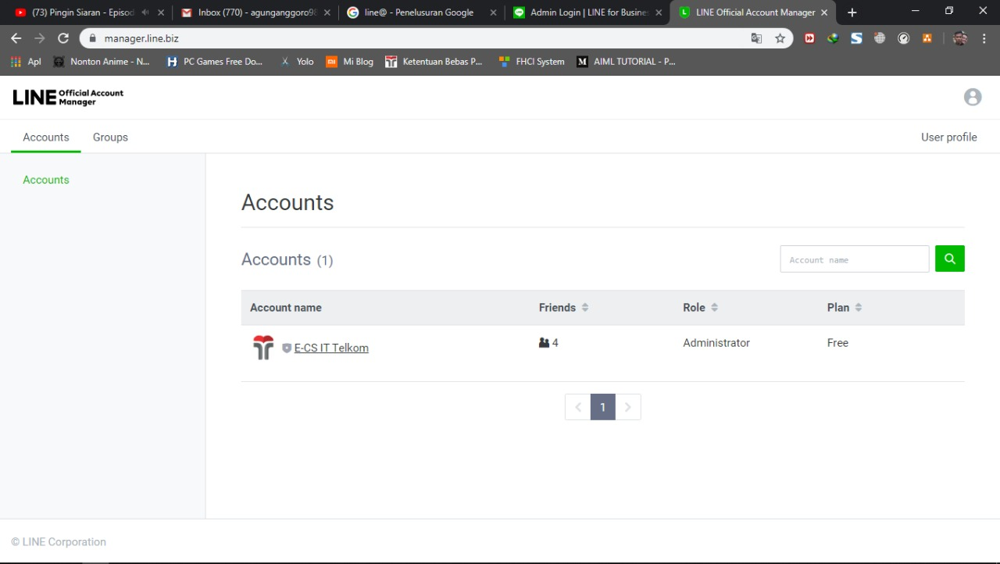 (73) Pingin Siaran - Episod
Inbox (770) - agunganggoro98
line@ - Penelusuran Google
Admin Login | LINE for Busines
LINE Official Account Manager
manager.line.biz
Apl
Nonton Anime - N...
PC Games Free Do...
Yolo
Mi Blog
Ketentuan Bebas P...
FHCI System
AIML TUTORIAL - P...
LINE Official Account Manager
Accounts
Groups
User profile
Accounts
Accounts
Accounts (1)
Account name
Account name
Friends
Role
Plan
E-CS IT Telkom
4
Administrator
Free
1
© LINE Corporation